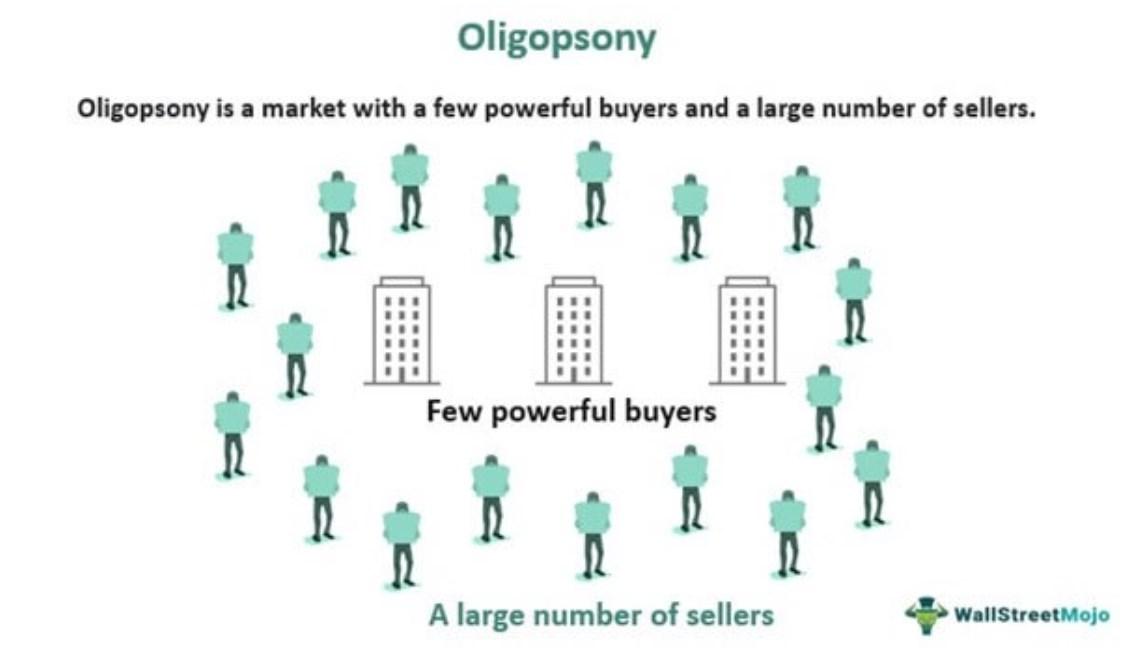 Oligopsony
Oligopsony is a market with a few powerful buyers and a large number of sellers.
Few powerful buyers
A large number of sellers
WallStreetMojo